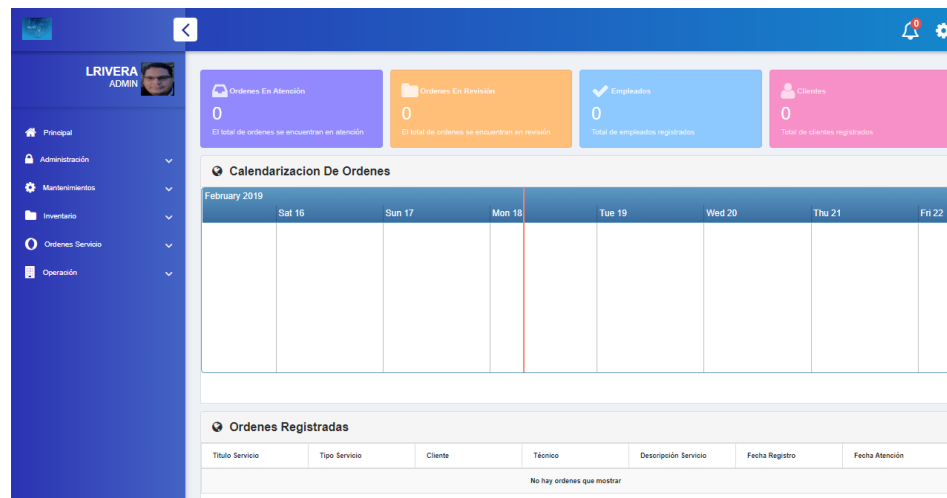 0
LRIVERA
ADMIN
Principal
Administración
Mantenimientos
Inventario
Ordenes Servicio
Operación
Ordenes En Atención
0
El total de ordenes se encuentran en atención
Ordenes En Revisión
0
El total de ordenes se encuentran en revisión
Empleados
0
Total de empleados registrados
Clientes
0
Total de clientes registrados
Calendarizacion De Ordenes
February 2019
Sat 16 Sun 17 Mon 18 Tue 19 Wed 20 Thu 21 Fri 22
Ordenes Registradas
Titulo Servicio Tipo Servicio Cliente Técnico Descripción Servicio Fecha Registro Fecha Atención
No hay ordenes que mostrar